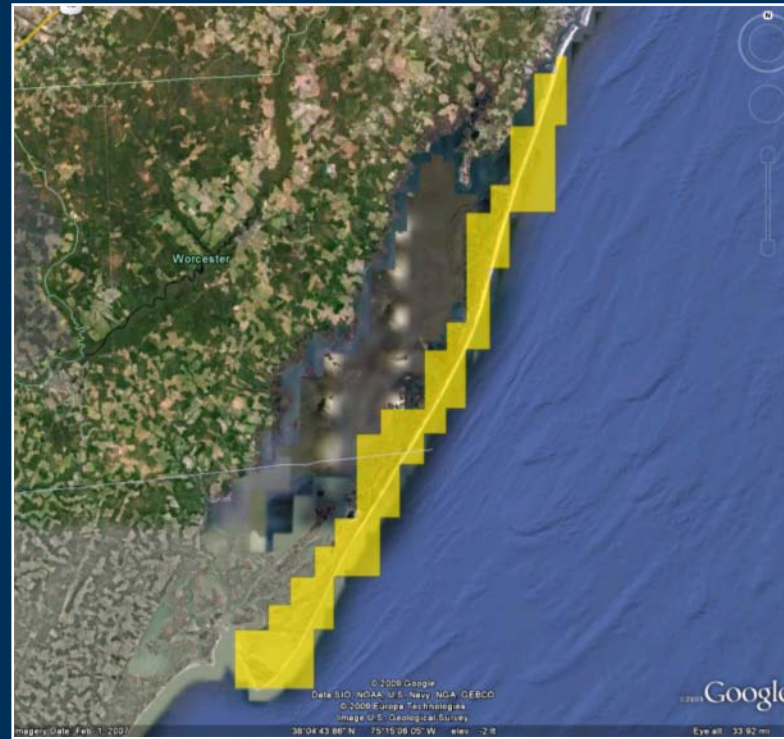 N
Worcester
© 2009 Google
Data SIO, NOAA, U.S. Navy, NGA, GEBCO
© 2009 Europa Technologies
Image U.S. Geological Survey
©2009 Google
Imagery Date: Feb 1, 2007
38°04'43.86" N 75°15'06.05" W elev -2 ft
Eye alt 33.92 mi